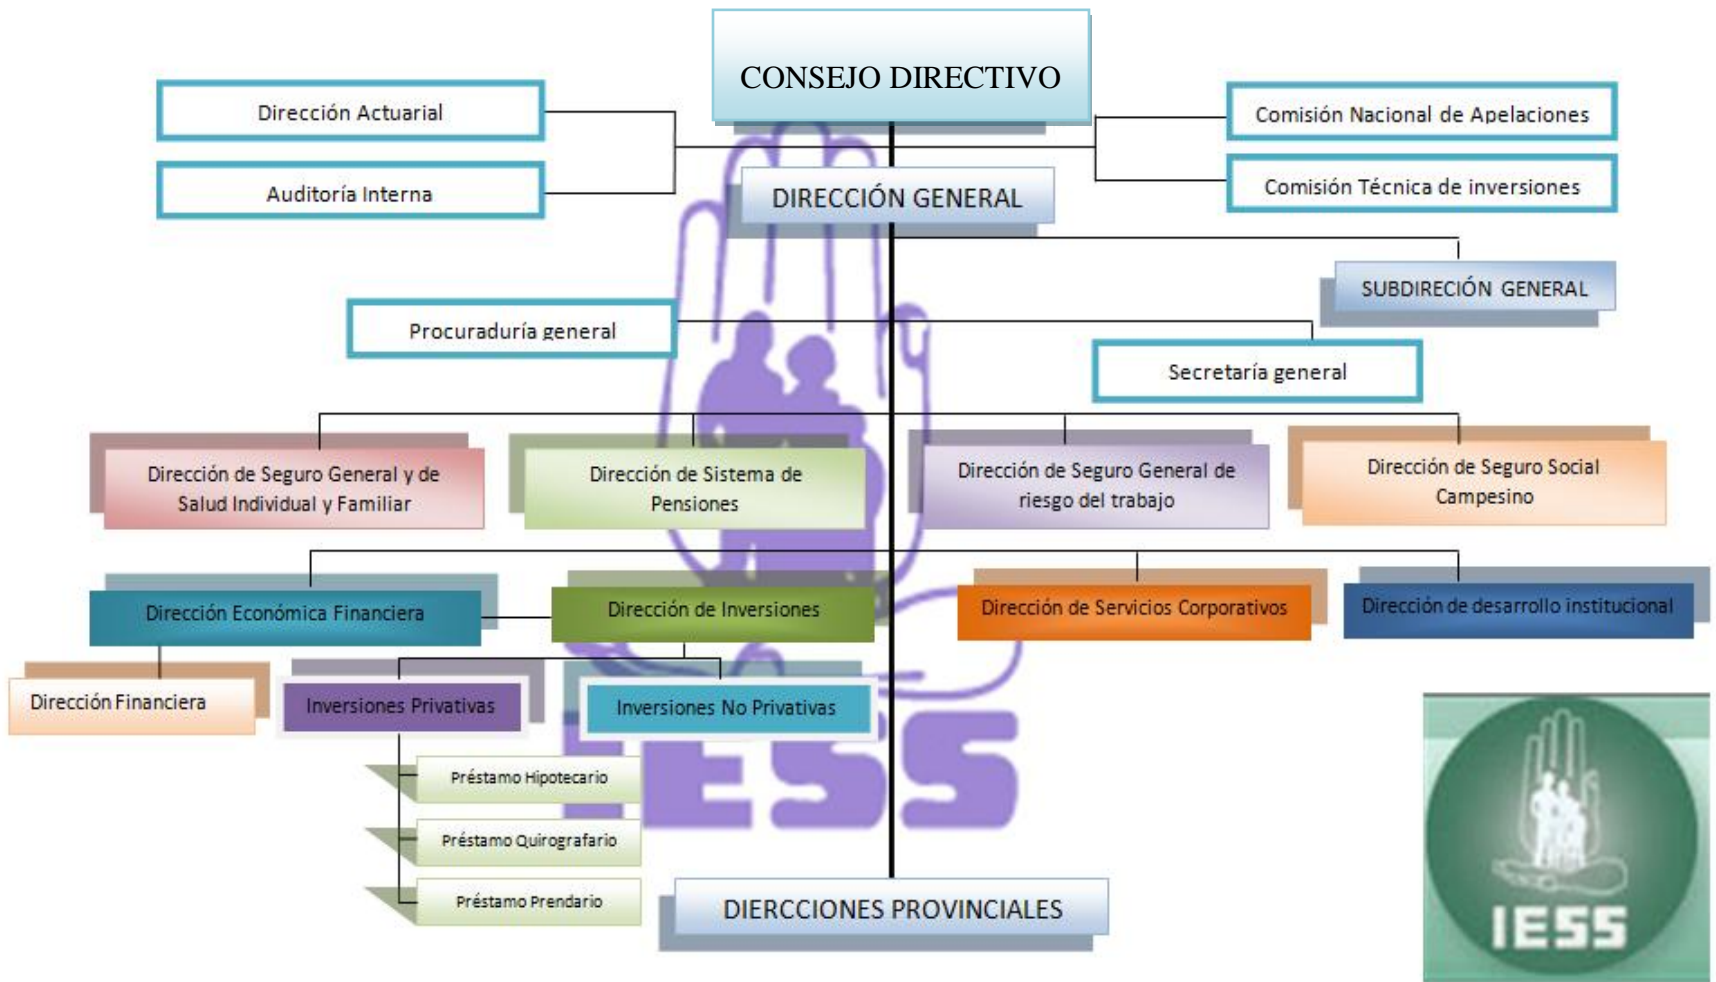 CONSEJO DIRECTIVO
Dirección Actuarial
Comisión Nacional de Apelaciones
Auditoría Interna
Comisión Técnica de inversiones
DIRECCIÓN GENERAL
SUBDIRECIÓN GENERAL
Procuraduría general
Secretaría general
Dirección de Seguro General y de
Salud Individual y Familiar
Dirección de Sistema de
Pensiones
Dirección de Seguro General de
riesgo del trabajo
Dirección de Seguro Social
Campesino
Dirección Económica Financiera
Dirección de Inversiones
Dirección de Servicios Corporativos
Dirección de desarrollo institucional
Dirección Financiera
Inversiones Privativas
Inversiones No Privativas
IESS
Préstamo Hipotecario
Préstamo Quirografario
Préstamo Prendario
DIERCCIONES PROVINCIALES
IESS